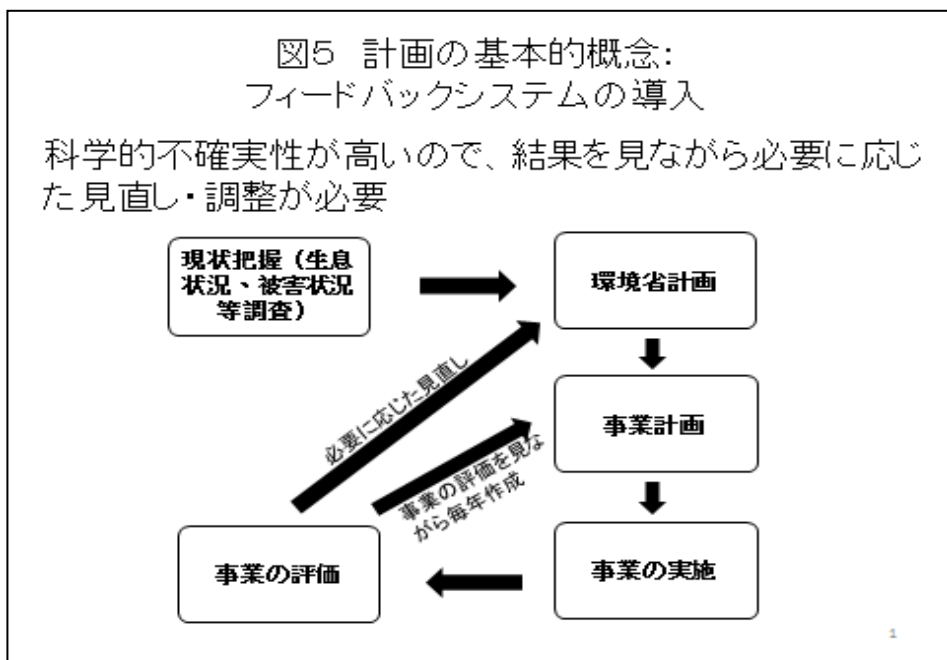 図５ 計画の基本的概念：
フィードバックシステムの導入
科学的不確実性が高いので、結果を見ながら必要に応じ
た見直し・調整が必要
現状把握（生息
状況、被害状況
等調査）
環境省計画
必要に応じた見直し
事業計画
事業の評価を見な
がら毎年作成
事業の評価
事業の実施
1